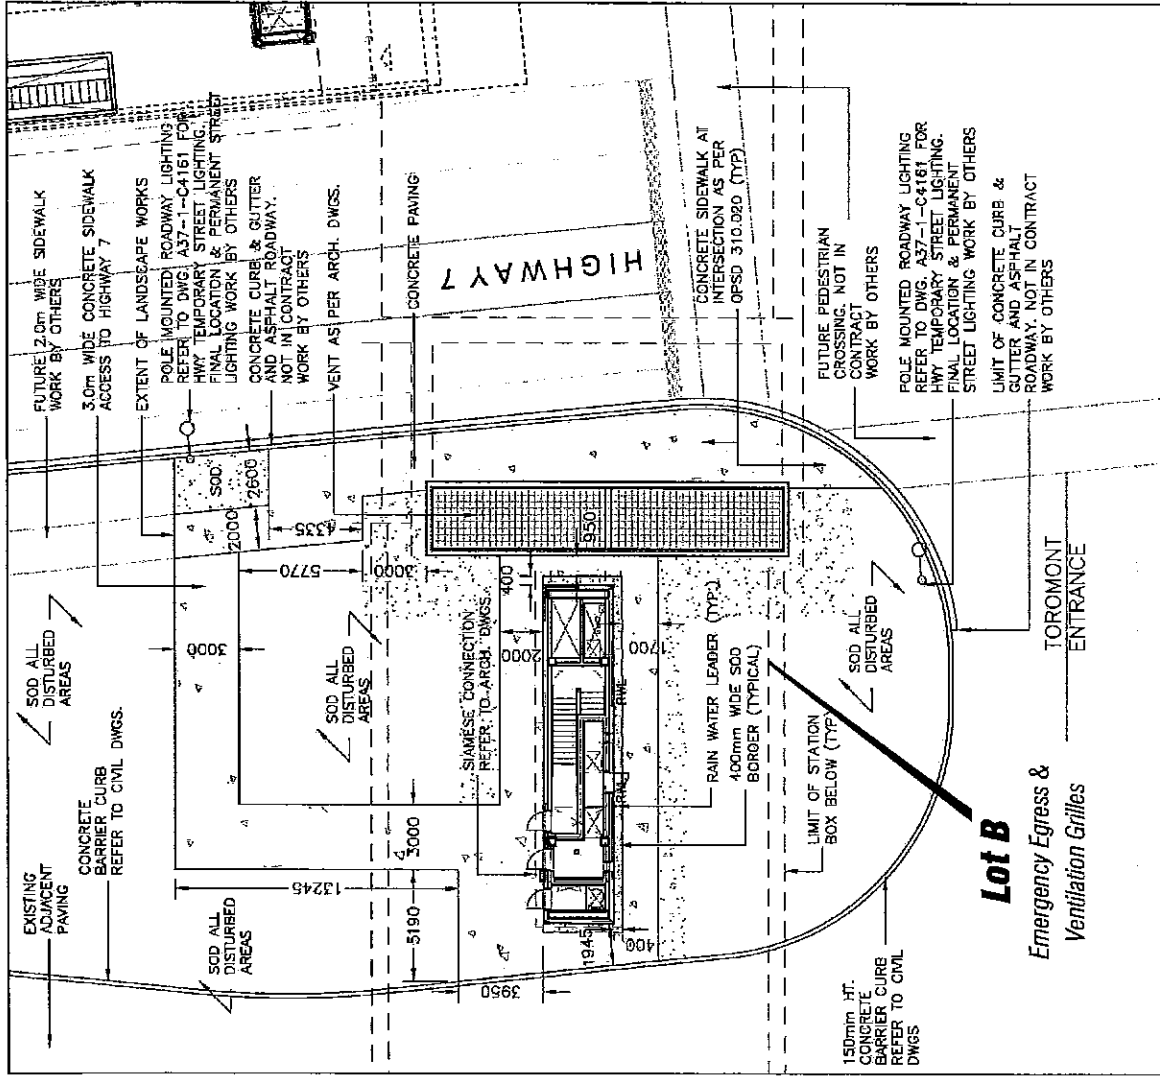 FUTURE 2.0m WIDE SIDEWALK
WORK BY OTHERS
3.0m WIDE CONCRETE SIDEWALK
ACCESS TO HIGHWAY 7
EXTENT OF LANDSCAPE WORKS
POLE MOUNTED ROADWAY LIGHTING
REFER TO DWG. A37-1-C4161 FOR
HWY TEMPORARY STREET LIGHTING.
FINAL LOCATION & PERMANENT STREET
LIGHTING WORK BY OTHERS
CONCRETE CURB & GUTTER
AND ASPHALT ROADWAY.
NOT IN CONTRACT
WORK BY OTHERS
VENT AS PER ARCH. DWGS.
CONCRETE PAVING
HIGHWAY 7
CONCRETE SIDEWALK AT
INTERSECTION AS PER
OPSD 310.020 (TYP)
FUTURE PEDESTRIAN
CROSSING. NOT IN
CONTRACT
WORK BY OTHERS
POLE MOUNTED ROADWAY LIGHTING
REFER TO DWG. A37-1-C4161 FOR
HWY TEMPORARY STREET LIGHTING.
FINAL LOCATION & PERMANENT
STREET LIGHTING WORK BY OTHERS
LIMIT OF CONCRETE CURB &
GUTTER AND ASPHALT
ROADWAY. NOT IN CONTRACT
WORK BY OTHERS
SOD
2600
2000
4335
5770
3000
400
950
SOD ALL
DISTURBED
AREAS
3000
SOD ALL
DISTURBED
AREAS
SIAMESE CONNECTION
REFER TO ARCH. DWGS.
2000
1700
RWL
RWL
RAIN WATER LEADER (TYP.)
400mm WIDE SOD
BORDER (TYPICAL)
LIMIT OF STATION
BOX BELOW (TYP)
SOD ALL
DISTURBED
AREAS
TOROMONT
ENTRANCE
EXISTING
ADJACENT
PAVING
CONCRETE
BARRIER CURB
REFER TO CIVIL DWGS.
SOD ALL
DISTURBED
AREAS
13245
3000
5190
3950
1945
400
150mm HT.
CONCRETE
BARRIER CURB
REFER TO CIVIL
DWGS
Lot B
Emergency Egress &
Ventilation Grilles